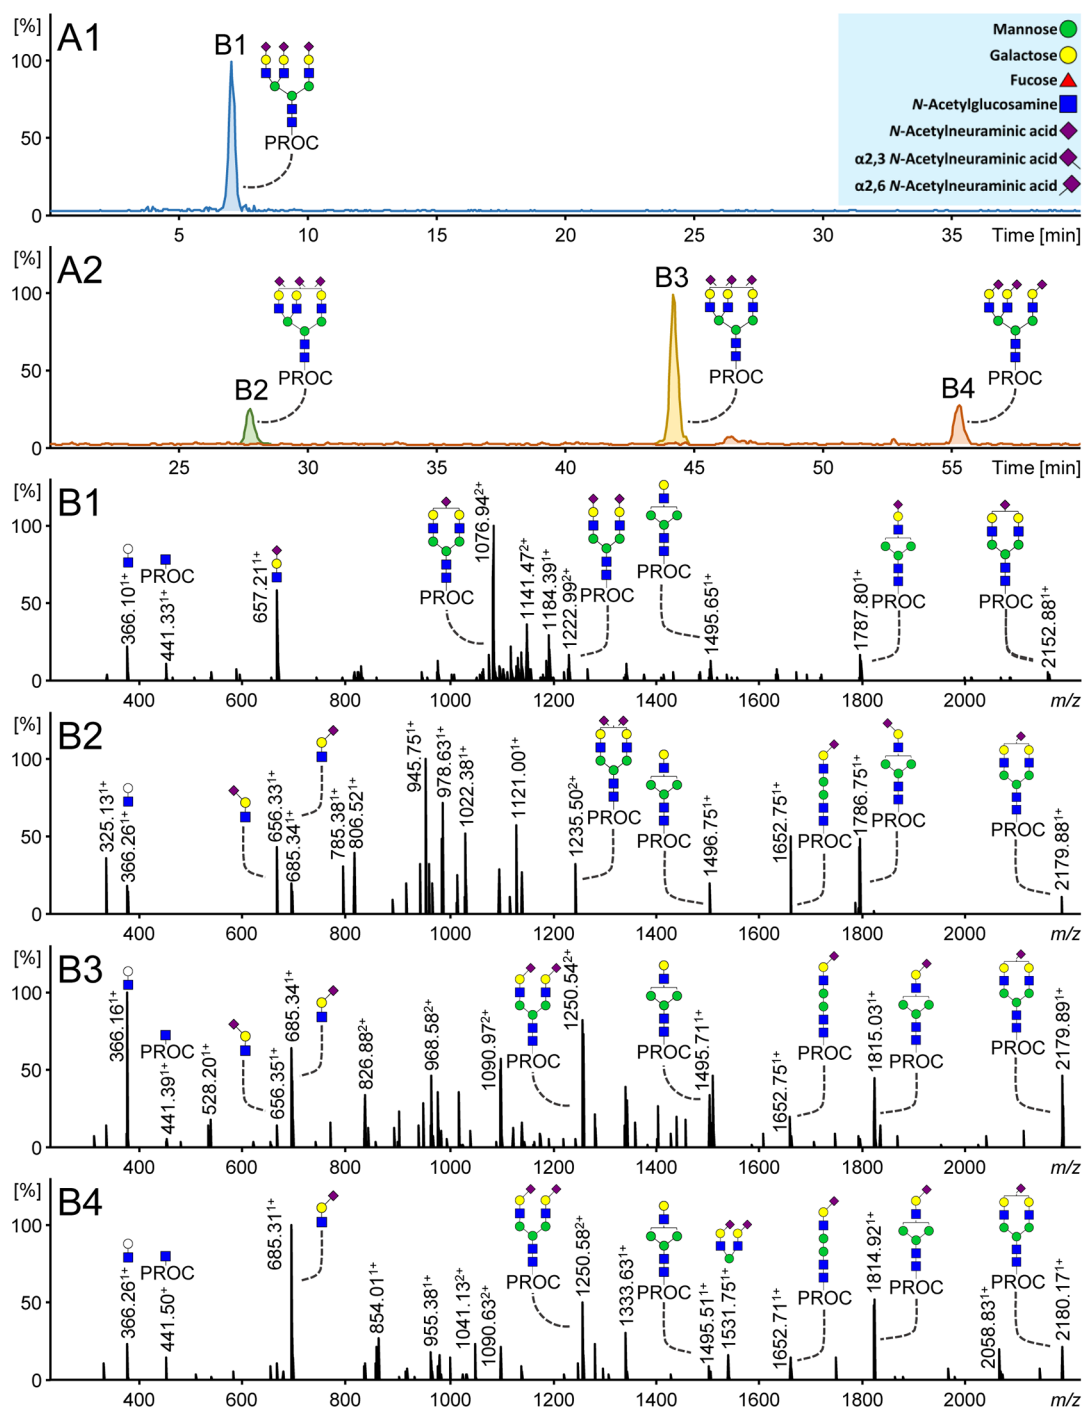 [%]
A1
B1
100
50
0
PROC
5 10 15 20 25 30 35 Time [min]
Mannose
Galactose
Fucose
N-Acetylglucosamine
N-Acetylneuraminic acid
α2,3 N-Acetylneuraminic acid
α2,6 N-Acetylneuraminic acid
[%]
A2
B2
B3
B4
100
50
0
PROC
PROC
PROC
25 30 35 40 45 50 55 Time [min]
[%]
B1
100
50
0
366.10¹⁺
PROC
441.33¹⁺
657.21¹⁺
PROC
1076.94²⁺
1141.47²⁺
1184.39¹⁺
1222.99²⁺
PROC
PROC
1495.65¹⁺
1787.80¹⁺
PROC
PROC
2152.88¹⁺
400 600 800 1000 1200 1400 1600 1800 2000 m/z
[%]
B2
100
50
0
325.13¹⁺
366.26¹⁺
656.33¹⁺
685.34¹⁺
785.38¹⁺
806.52¹⁺
945.75¹⁺
978.63¹⁺
1022.38¹⁺
1121.00¹⁺
1235.50²⁺
PROC
PROC
1496.75¹⁺
1652.75¹⁺
PROC
1786.75¹⁺
PROC
PROC
2179.88¹⁺
400 600 800 1000 1200 1400 1600 1800 2000 m/z
[%]
B3
100
50
0
366.16¹⁺
PROC
441.39¹⁺
528.20¹⁺
656.35¹⁺
685.34¹⁺
826.88²⁺
968.58²⁺
1090.97²⁺
PROC
1250.54²⁺
PROC
1495.71¹⁺
1652.75¹⁺
PROC
1815.03¹⁺
PROC
PROC
2179.89¹⁺
400 600 800 1000 1200 1400 1600 1800 2000 m/z
[%]
B4
100
50
0
366.26¹⁺
PROC
441.50⁺
685.31¹⁺
854.01¹⁺
955.38¹⁺
1041.13²⁺
1090.63²⁺
PROC
1250.58²⁺
1333.63¹⁺
PROC
1495.51¹⁺
1531.75¹⁺
1652.71¹⁺
PROC
1814.92¹⁺
PROC
2058.83¹⁺
PROC
2180.17¹⁺
400 600 800 1000 1200 1400 1600 1800 2000 m/z